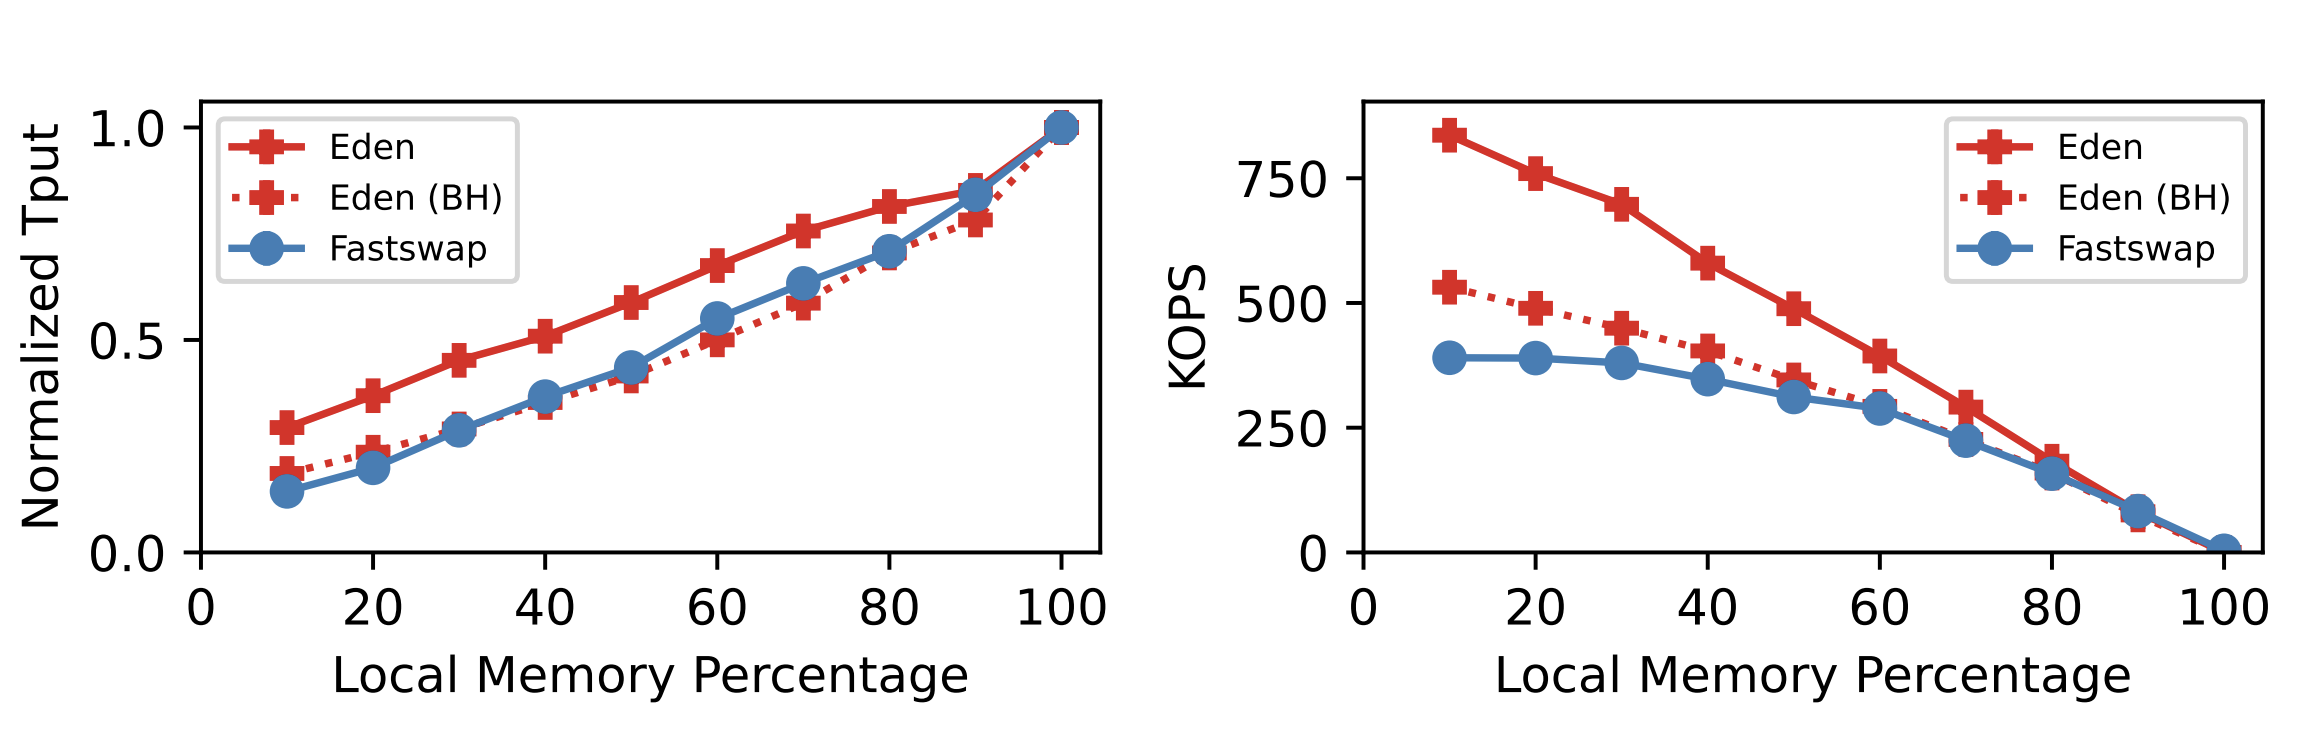 Normalized Tput
1.0
0.5
0.0
Eden
Eden (BH)
Fastswap
0 20 40 60 80 100
Local Memory Percentage
KOPS
750
500
250
0
Eden
Eden (BH)
Fastswap
0 20 40 60 80 100
Local Memory Percentage